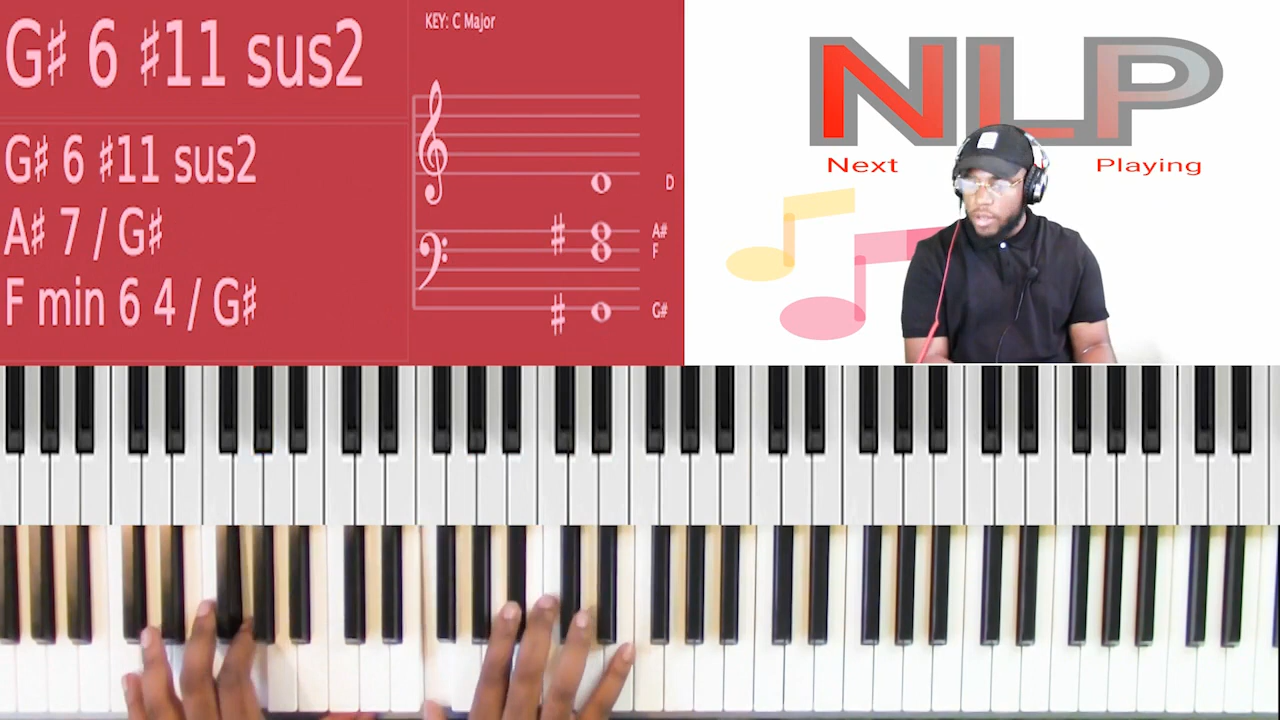 G♯ 6 ♯11 sus2
G♯ 6 ♯11 sus2
A♯ 7 / G♯
F min 6 4 / G♯
KEY: C Major
D
A#
F
G#
NLP
Next Playing